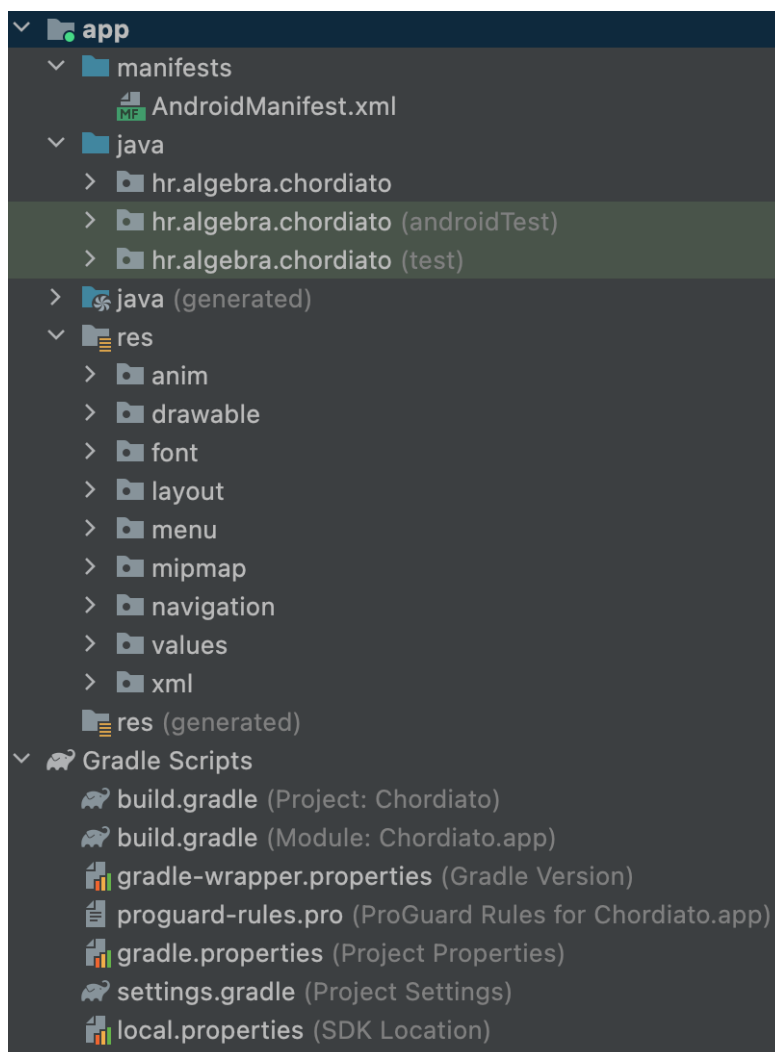 app
manifests
MF AndroidManifest.xml
java
hr.algebra.chordiato
hr.algebra.chordiato (androidTest)
hr.algebra.chordiato (test)
java (generated)
res
anim
drawable
font
layout
menu
mipmap
navigation
values
xml
res (generated)
Gradle Scripts
build.gradle (Project: Chordiato)
build.gradle (Module: Chordiato.app)
gradle-wrapper.properties (Gradle Version)
proguard-rules.pro (ProGuard Rules for Chordiato.app)
gradle.properties (Project Properties)
settings.gradle (Project Settings)
local.properties (SDK Location)